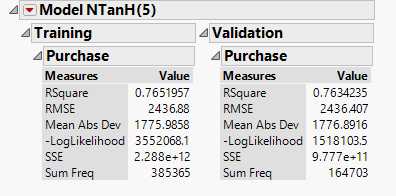 Model NTanH(5)
Training
Purchase
Measures Value
RSquare 0.7651957
RMSE 2436.88
Mean Abs Dev 1775.9858
-LogLikelihood 3552068.1
SSE 2.288e+12
Sum Freq 385365
Validation
Purchase
Measures Value
RSquare 0.7634235
RMSE 2436.407
Mean Abs Dev 1776.8916
-LogLikelihood 1518103.5
SSE 9.777e+11
Sum Freq 164703